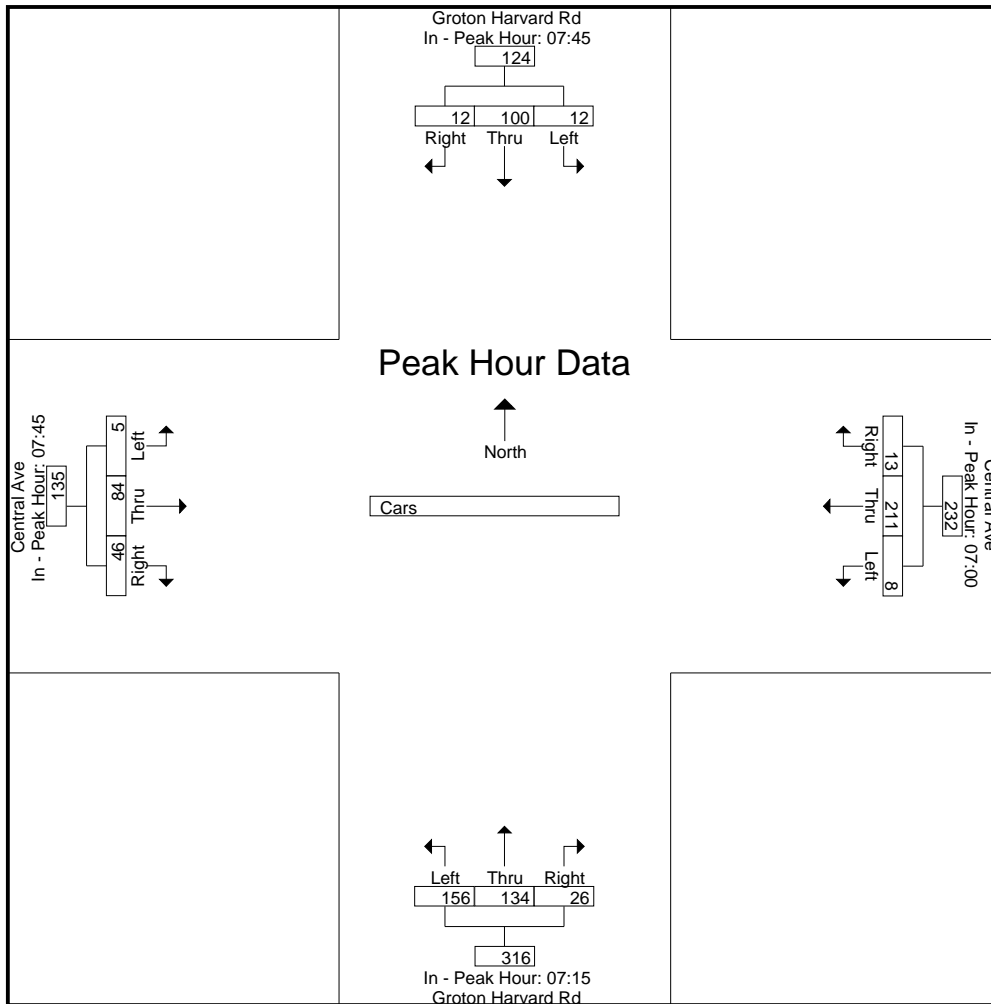 Groton Harvard Rd
In - Peak Hour: 07:45
124
12 100 12
Right Thru Left
Peak Hour Data
North
Cars
Central Ave
In - Peak Hour: 07:45
135
5 84 46
Left Thru Right
Right Thru Left
13 211 8
232
In - Peak Hour: 07:00
Central Ave
Left Thru Right
156 134 26
316
In - Peak Hour: 07:15
Groton Harvard Rd